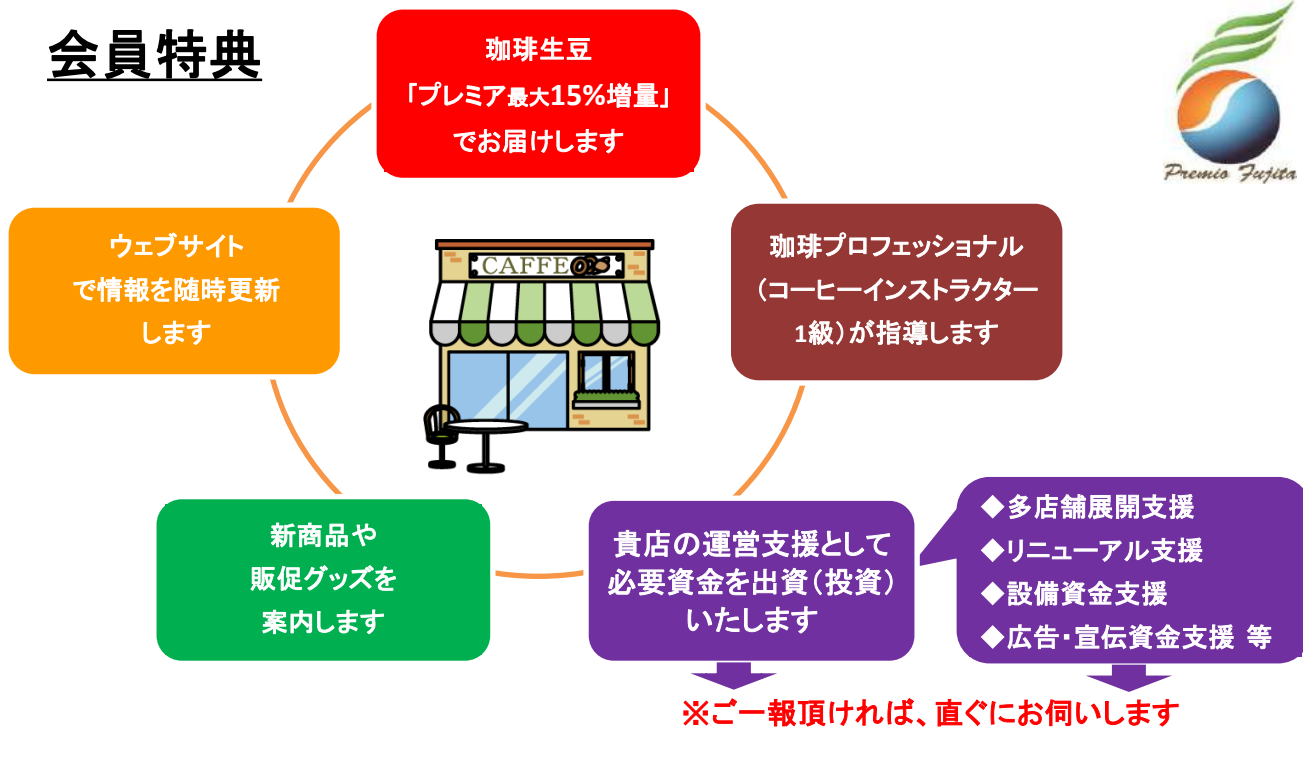 会員特典
珈琲生豆
「プレミア最大15%増量」
でお届けします
Premio Fujita
ウェブサイト
で情報を随時更新
します
CAFFE
珈琲プロフェッショナル
（コーヒーインストラクター
1級）が指導します
新商品や
販促グッズを
案内します
貴店の運営支援として
必要資金を出資（投資）
いたします
◆多店舗展開支援
◆リニューアル支援
◆設備資金支援
◆広告・宣伝資金支援 等
※ご一報頂ければ、直ぐにお伺いします